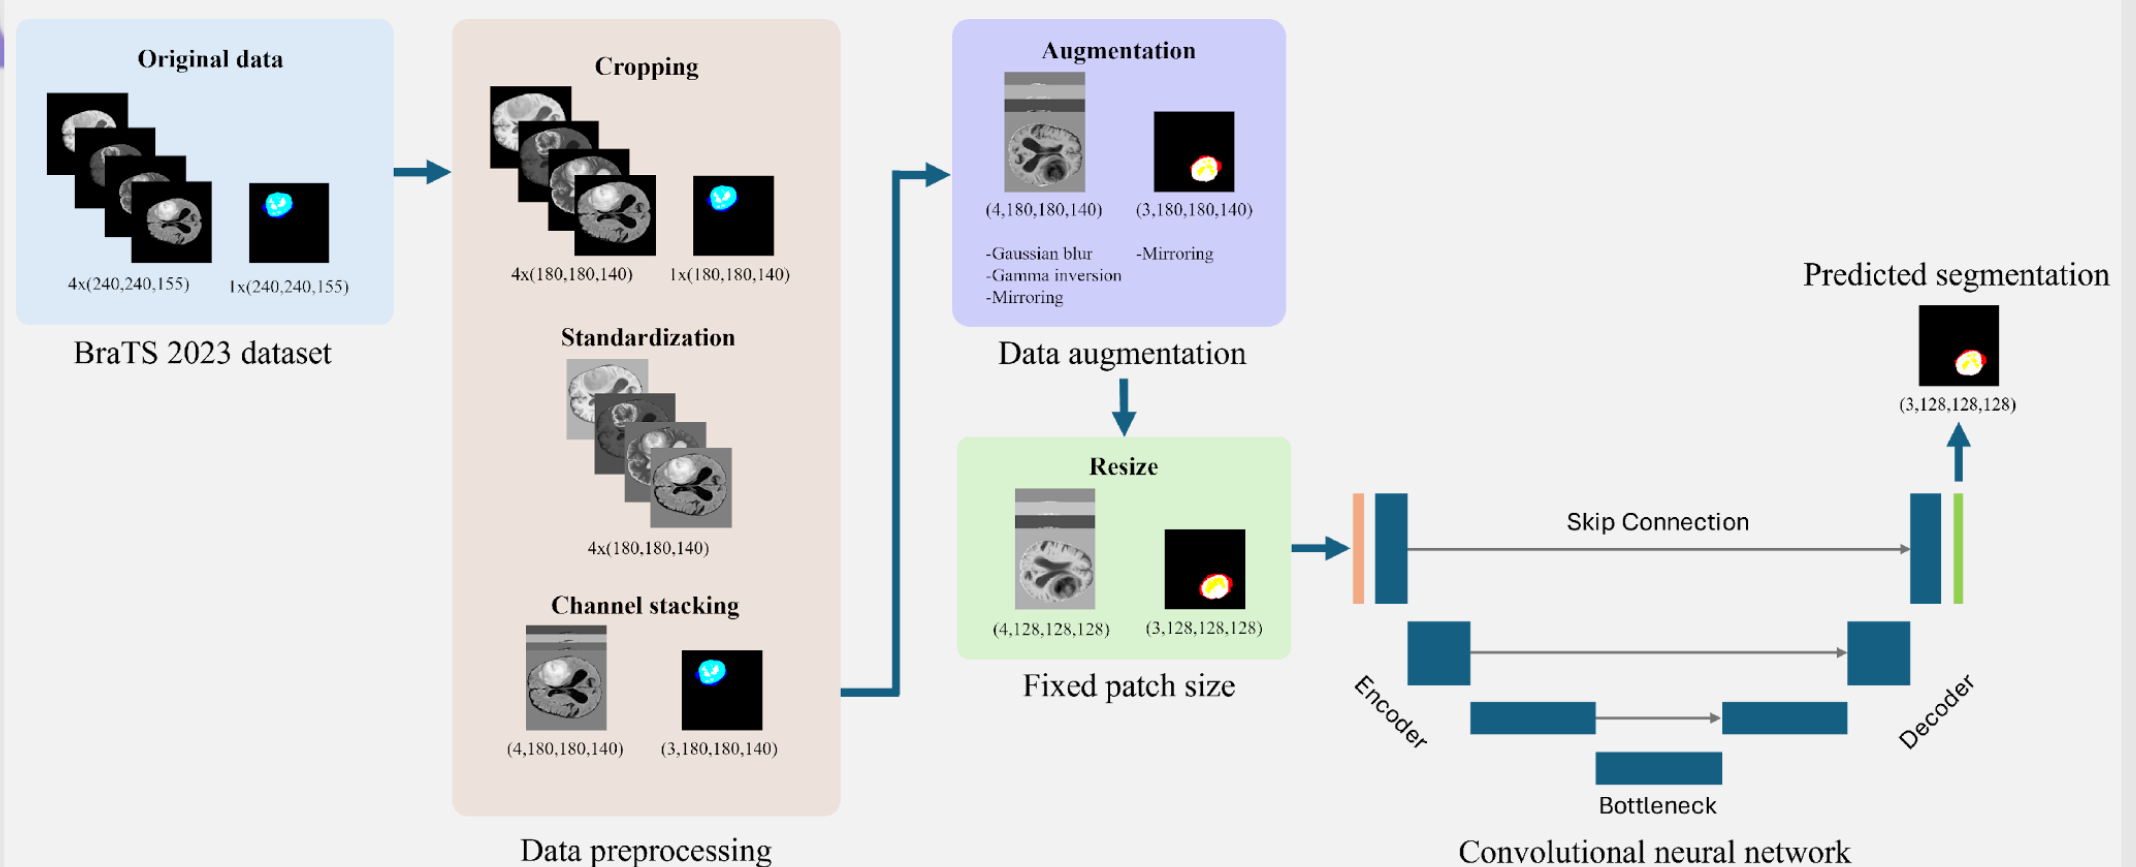 Original data
4x(240,240,155)
1x(240,240,155)
BraTS 2023 dataset
Cropping
4x(180,180,140)
1x(180,180,140)
Standardization
4x(180,180,140)
Channel stacking
(4,180,180,140)
(3,180,180,140)
Data preprocessing
Augmentation
(4,180,180,140)
(3,180,180,140)
-Gaussian blur
-Gamma inversion
-Mirroring
-Mirroring
Data augmentation
Resize
(4,128,128,128)
(3,128,128,128)
Fixed patch size
Predicted segmentation
(3,128,128,128)
Skip Connection
Encoder
Decoder
Bottleneck
Convolutional neural network